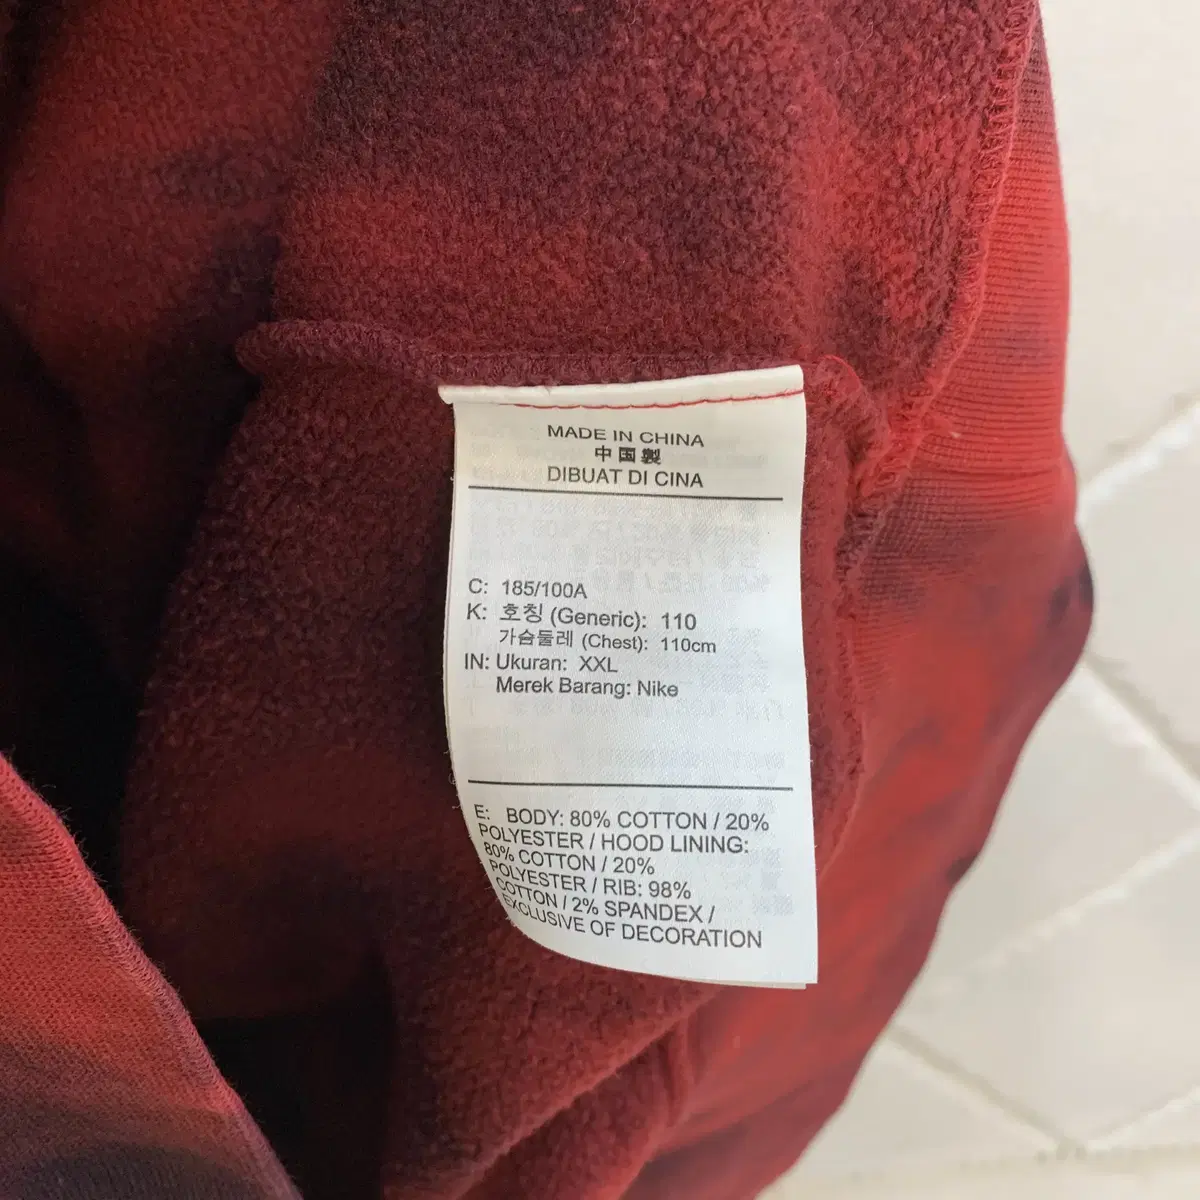 MADE IN CHINA
中国製
DIBUAT DI CINA
C: 185/100A
K: 호칭 (Generic): 110
가슴둘레 (Chest): 110cm
IN: Ukuran: XXL
Merek Barang: Nike
E: BODY: 80% COTTON / 20%
POLYESTER / HOOD LINING:
80% COTTON / 20%
POLYESTER / RIB: 98%
COTTON / 2% SPANDEX /
EXCLUSIVE OF DECORATION